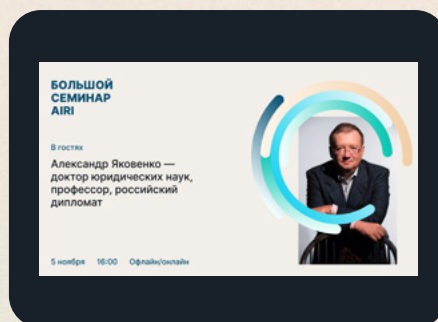 БОЛЬШОЙ
СЕМИНАР
AIRI
В гостях
Александр Яковенко —
доктор юридических наук,
профессор, российский
дипломат
5 ноября 16:00 Офлайн/онлайн